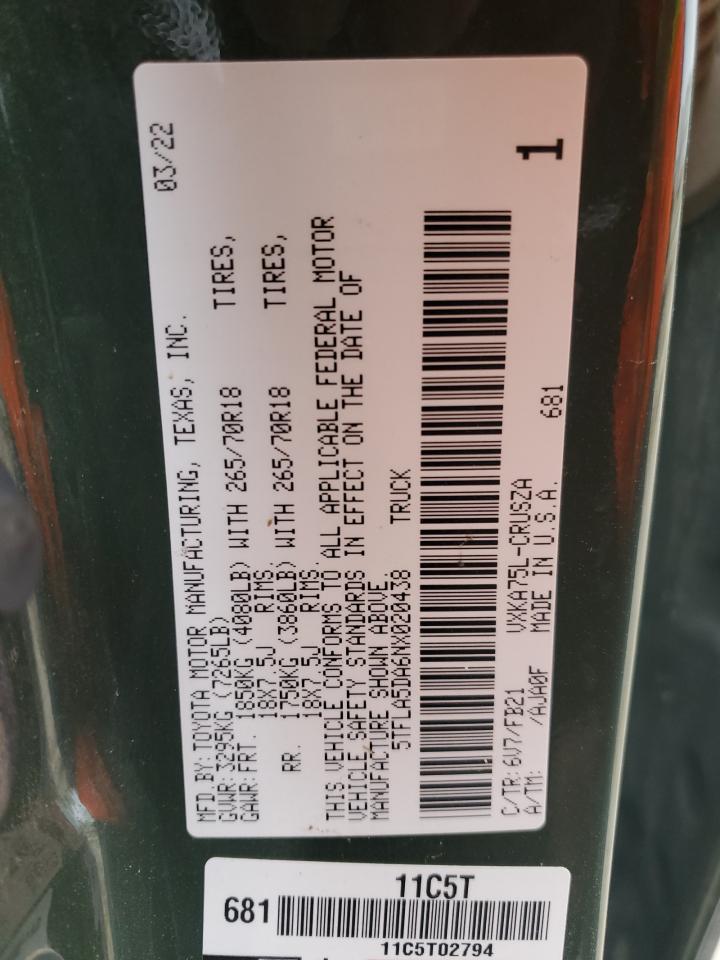 03/22
MFD.BY:TOYOTA MOTOR MANUFACTURING, TEXAS, INC.
GVWR:3295KG (7265LB)
GAWR:FRT. 1850KG (4080LB) WITH 265/70R18 TIRES,
18X7.5J RIMS.
RR. 1750KG (3860LB) WITH 265/70R18 TIRES,
18X7.5J RIMS.
THIS VEHICLE CONFORMS TO ALL APPLICABLE FEDERAL MOTOR
VEHICLE SAFETY STANDARDS IN EFFECT ON THE DATE OF
MANUFACTURE SHOWN ABOVE.
5TFLA5DA6NX020438 TRUCK
1
C/TR:6V7/FB21 VXKA75L-CRUSZA 681
A/TM: /AJA0F MADE IN U.S.A.
11C5T
681
11C5T02794